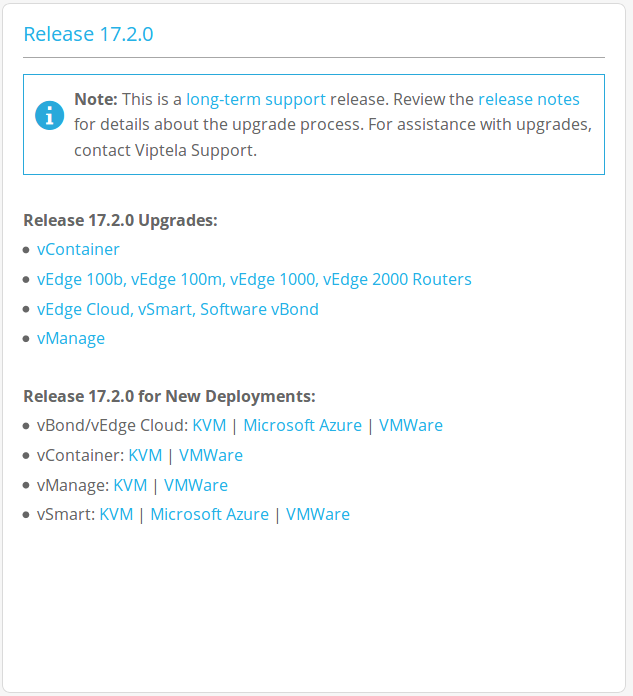 Release 17.2.0
Note: This is a long-term support release. Review the release notes
for details about the upgrade process. For assistance with upgrades,
contact Viptela Support.
Release 17.2.0 Upgrades:
• vContainer
• vEdge 100b, vEdge 100m, vEdge 1000, vEdge 2000 Routers
• vEdge Cloud, vSmart, Software vBond
• vManage
Release 17.2.0 for New Deployments:
• vBond/vEdge Cloud: KVM | Microsoft Azure | VMWare
• vContainer: KVM | VMWare
• vManage: KVM | VMWare
• vSmart: KVM | Microsoft Azure | VMWare